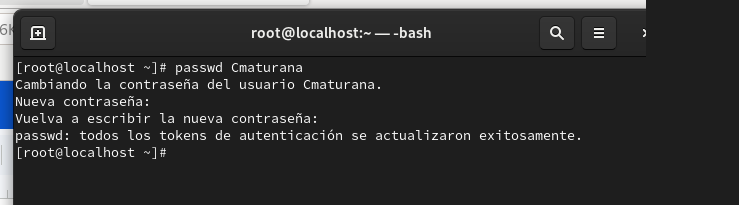 6K
root@localhost:~ — -bash
[root@localhost ~]# passwd Cmaturana
Cambiando la contraseña del usuario Cmaturana.
Nueva contraseña:
Vuelva a escribir la nueva contraseña:
passwd: todos los tokens de autenticación se actualizaron exitosamente.
[root@localhost ~]#